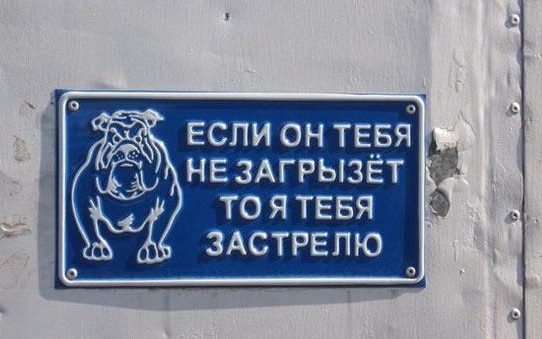 ЕСЛИ ОН ТЕБЯ
НЕ ЗАГРЫЗЁТ
ТО Я ТЕБЯ
ЗАСТРЕЛЮ